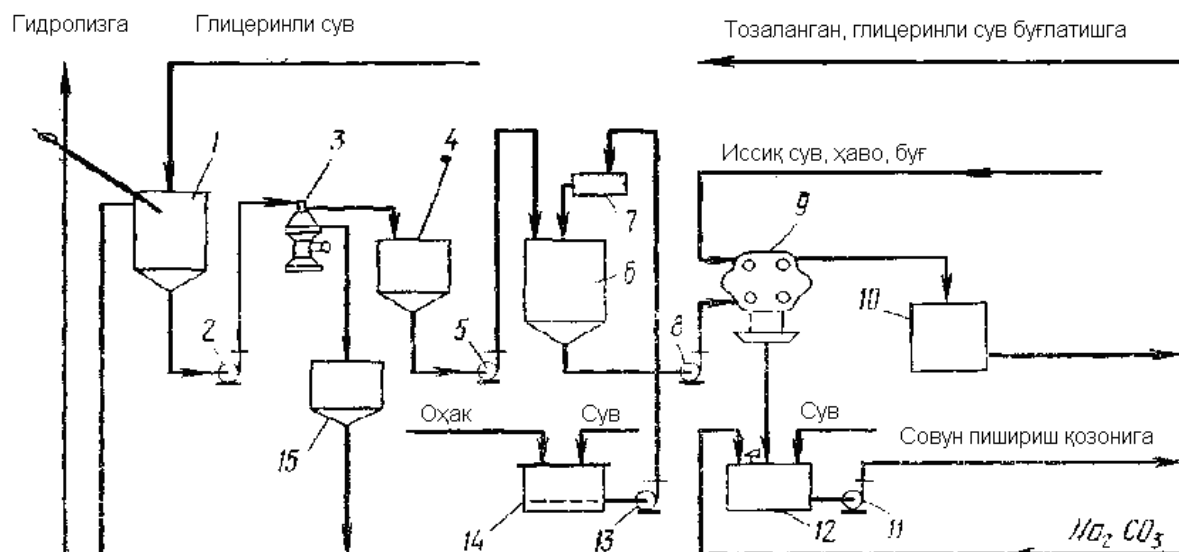 Гидролизга
Глицеринли сув
Тозаланган, глицеринли сув буғлатишга
1
3
4
Иссиқ сув, ҳаво, буғ
7
9
6
10
2
5
8
Оҳак
Сув
Сув
Совун пишириш қозонига
15
14
13
12
11
Na₂ CO₃